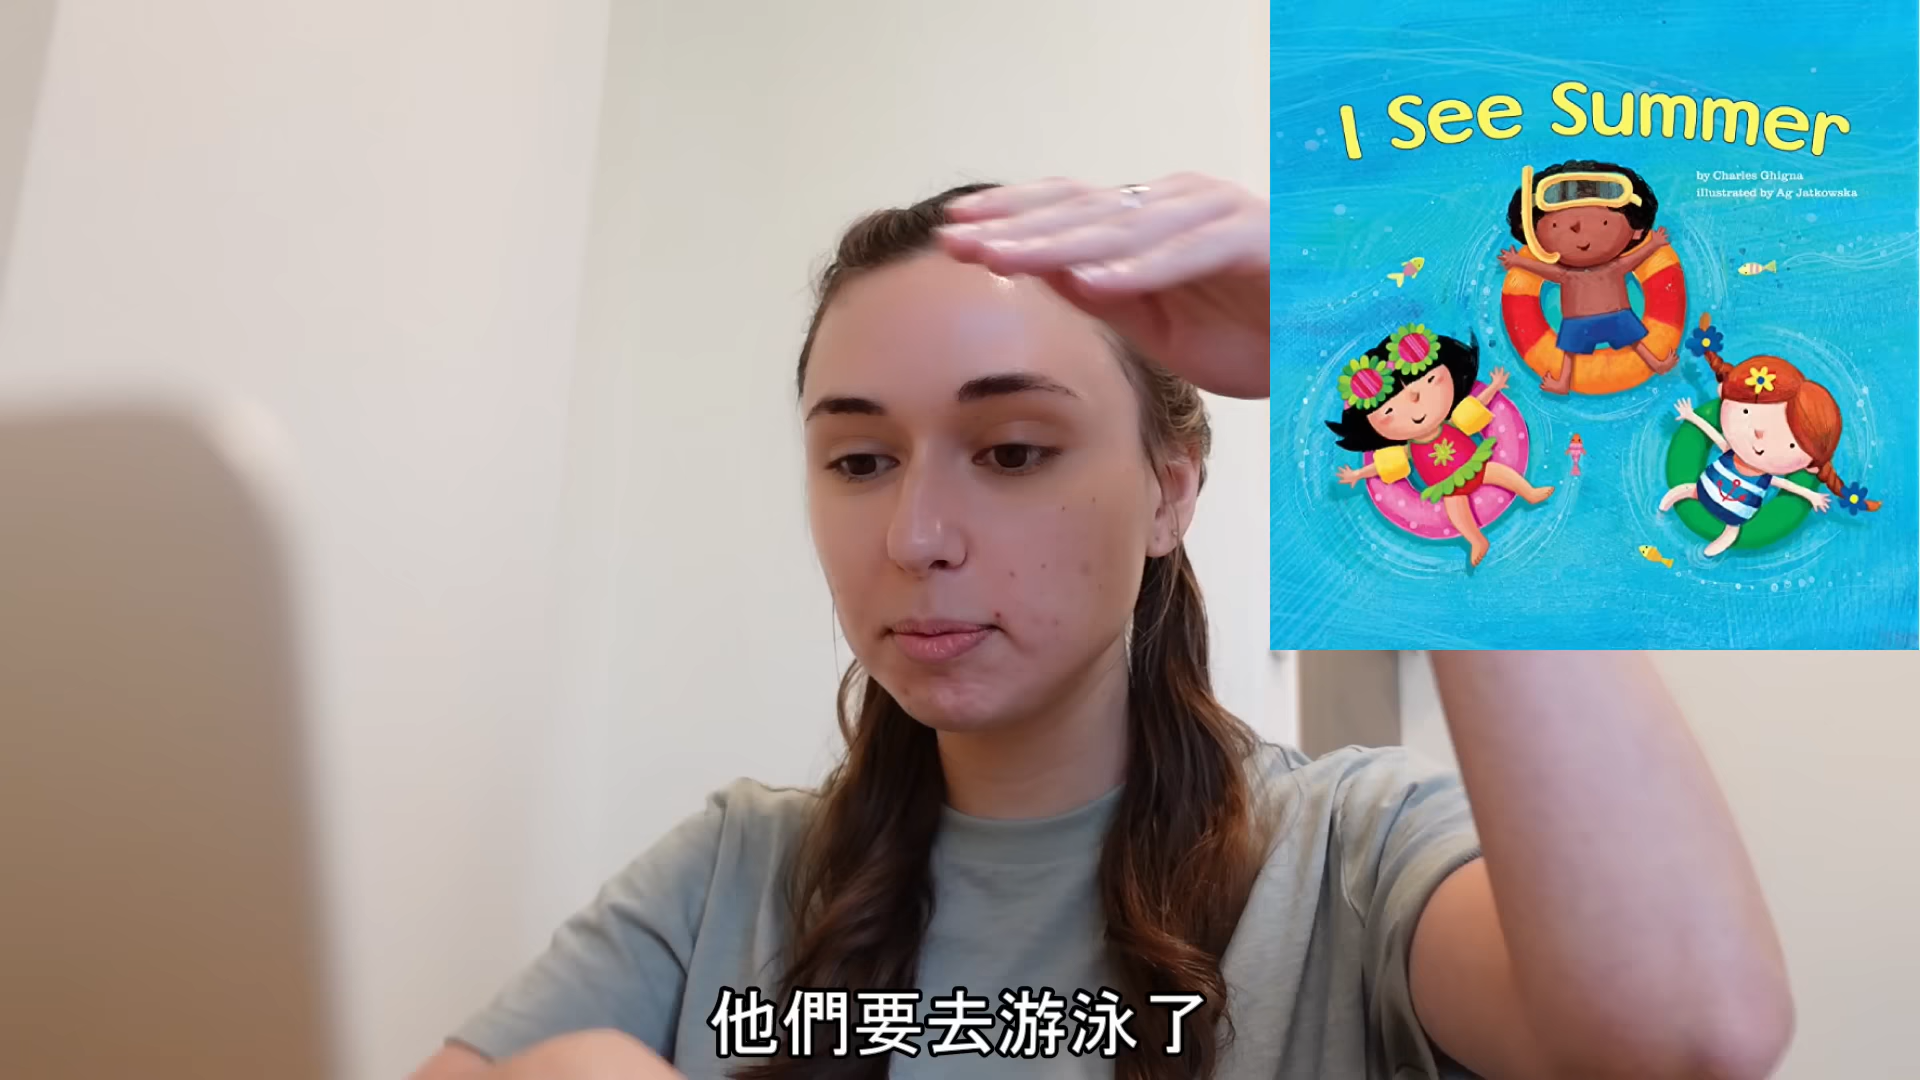 I See Summer
by Charles Ghigna
illustrated by Ag Jatkowska
他們要去游泳了